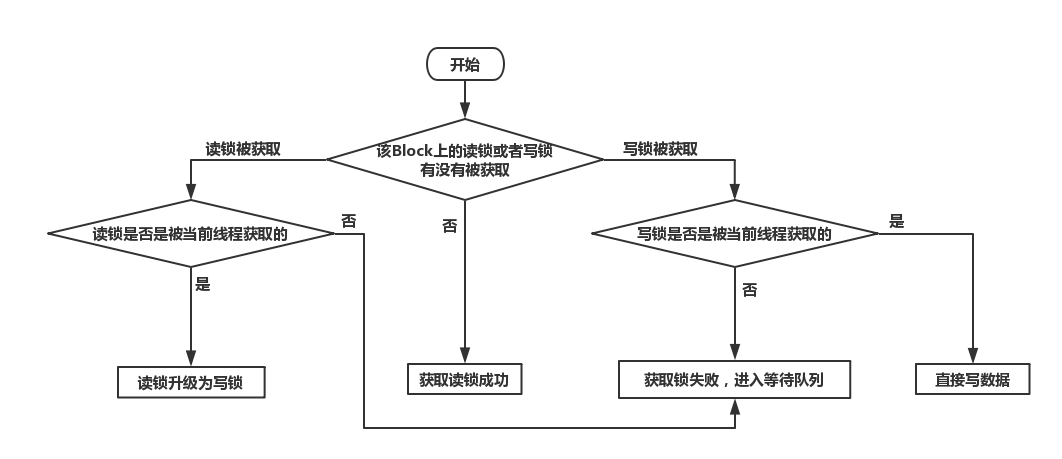 开始
该Block上的读锁或者写锁
有没有被获取
读锁被获取
写锁被获取
读锁是否是被当前线程获取的
否
否
写锁是否是被当前线程获取的
是
是
否
读锁升级为写锁
获取读锁成功
获取锁失败，进入等待队列
直接写数据